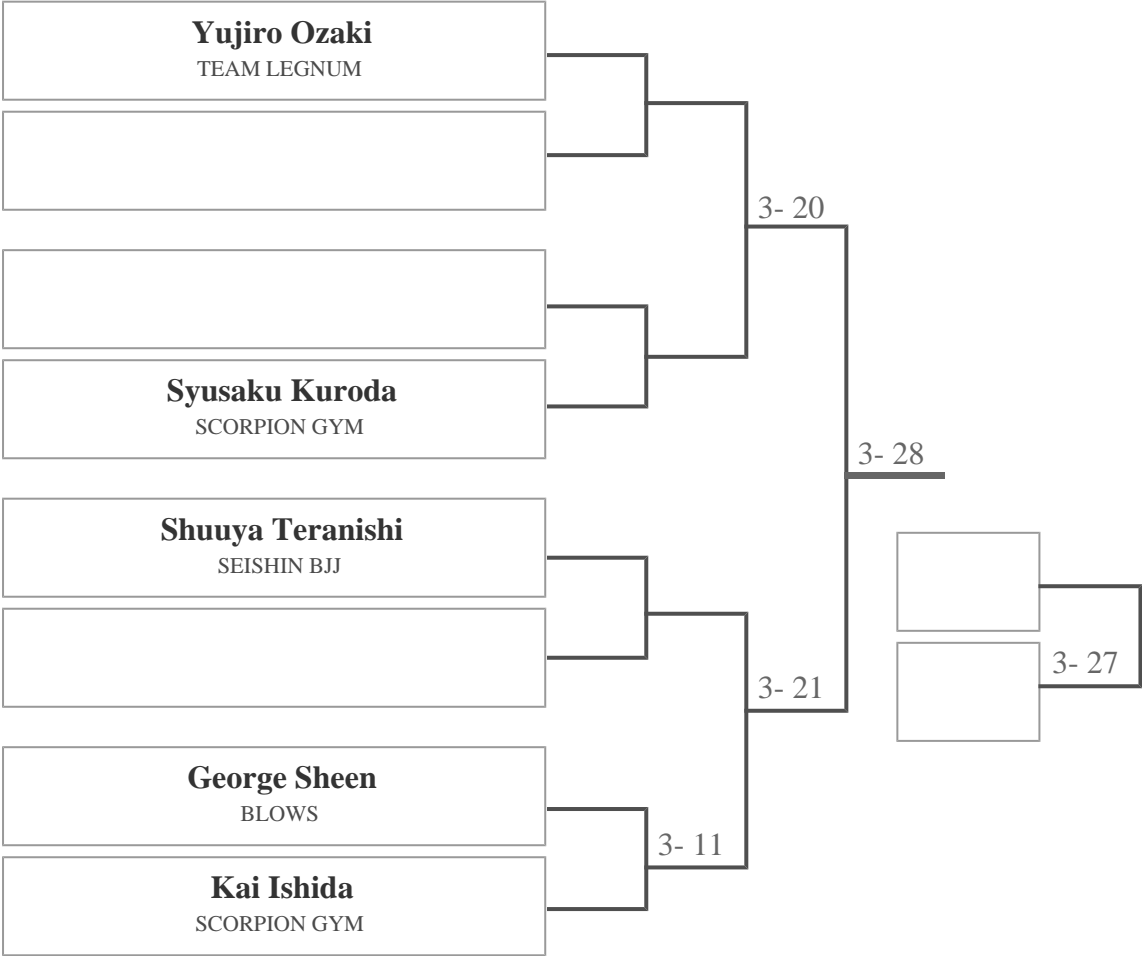 Yujiro Ozaki
TEAM LEGNUM
3- 20
Syusaku Kuroda
SCORPION GYM
3- 28
Shuuya Teranishi
SEISHIN BJJ
3- 27
3- 21
George Sheen
BLOWS
3- 11
Kai Ishida
SCORPION GYM